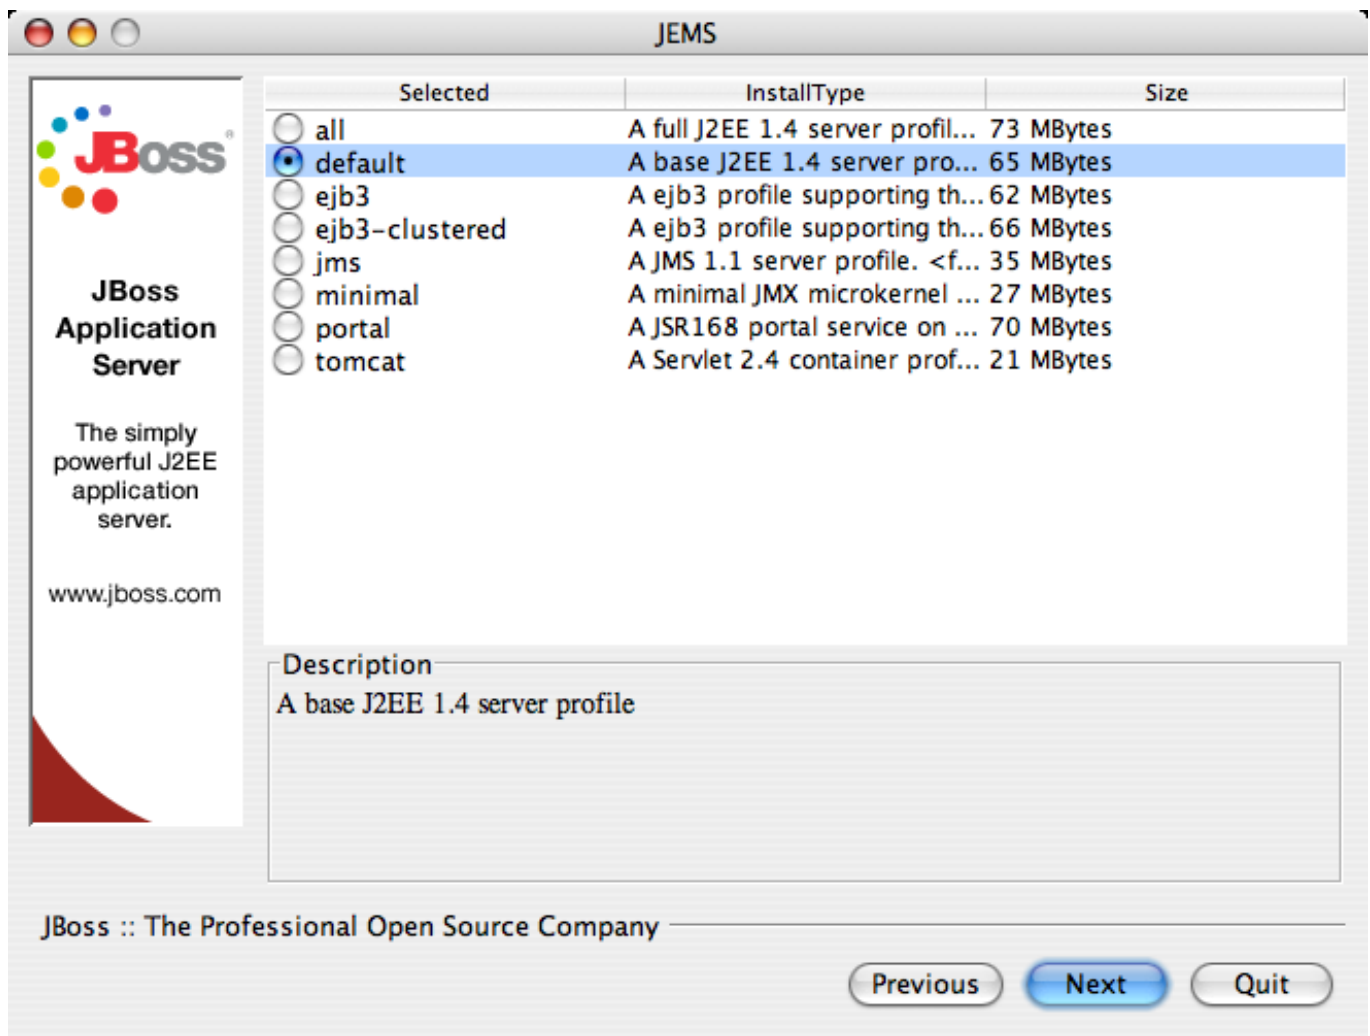 JEMS
JBoss®
JBoss
Application
Server
The simply
powerful J2EE
application
server.
www.jboss.com
Selected InstallType Size
all A full J2EE 1.4 server profil... 73 MBytes
default A base J2EE 1.4 server pro... 65 MBytes
ejb3 A ejb3 profile supporting th... 62 MBytes
ejb3-clustered A ejb3 profile supporting th... 66 MBytes
jms A JMS 1.1 server profile. <f... 35 MBytes
minimal A minimal JMX microkernel ... 27 MBytes
portal A JSR168 portal service on ... 70 MBytes
tomcat A Servlet 2.4 container prof... 21 MBytes
Description
A base J2EE 1.4 server profile
JBoss :: The Professional Open Source Company
Previous Next Quit